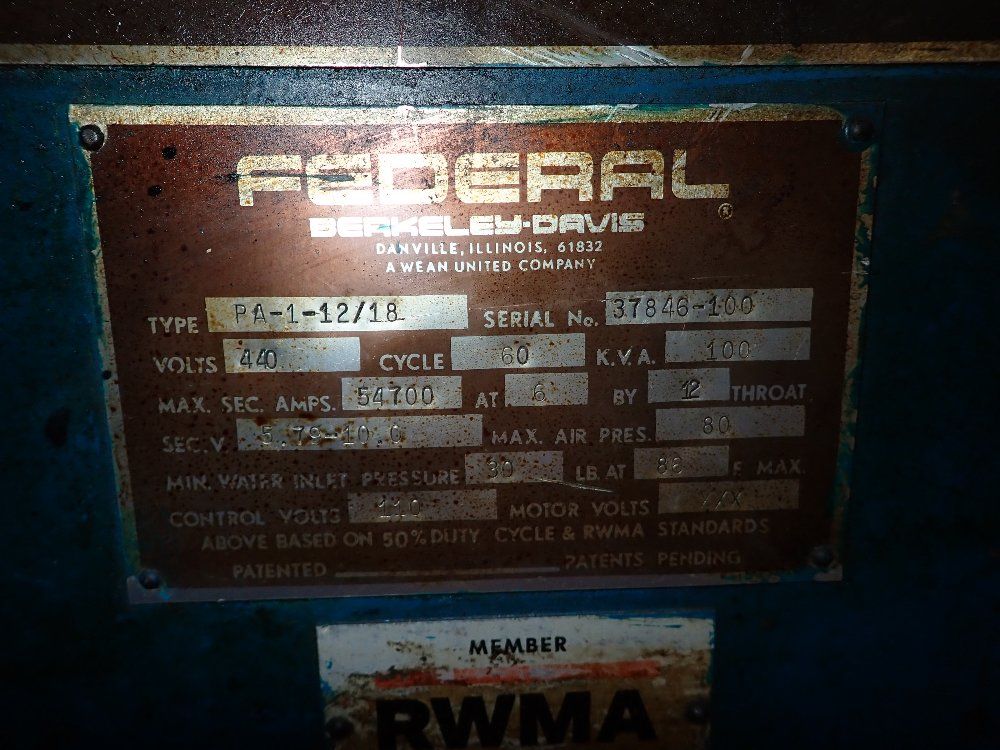 FEDERAL ®
BERKELEY-DAVIS
DANVILLE, ILLINOIS, 61832
A WEAN UNITED COMPANY
TYPE PA-1-12/18 SERIAL No. 37846-100
VOLTS 440 CYCLE 60 K.V.A. 100
MAX. SEC. AMPS. 54700 AT 6 BY 12 THROAT
SEC. V. 5.79-10.0 MAX. AIR PRES. 80
MIN. WATER INLET PRESSURE 30 LB. AT F. MAX.
CONTROL VOLTS 110 MOTOR VOLTS X/X
ABOVE BASED ON 50% DUTY CYCLE & RWMA STANDARDS
PATENTED PATENTS PENDING
MEMBER
RWMA